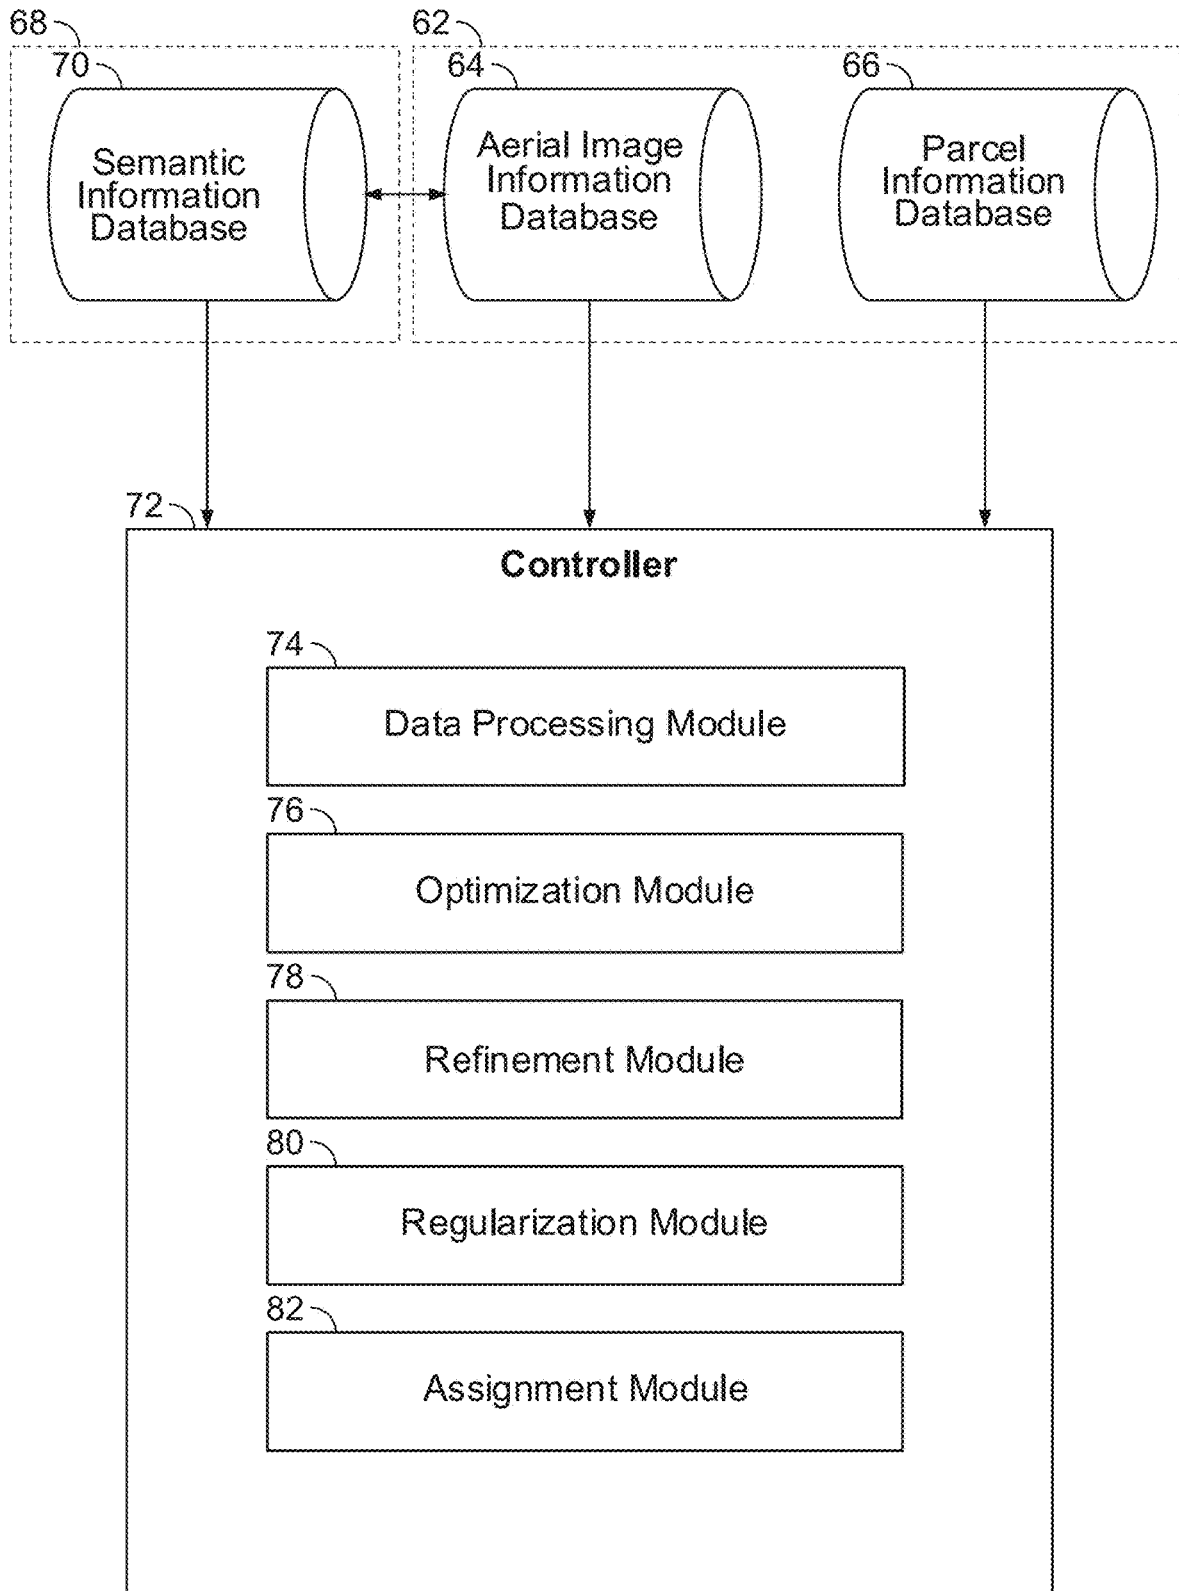 68
62
70
64
66
Semantic
Information
Database
Aerial Image
Information
Database
Parcel
Information
Database
72
Controller
74
Data Processing Module
76
Optimization Module
78
Refinement Module
80
Regularization Module
82
Assignment Module